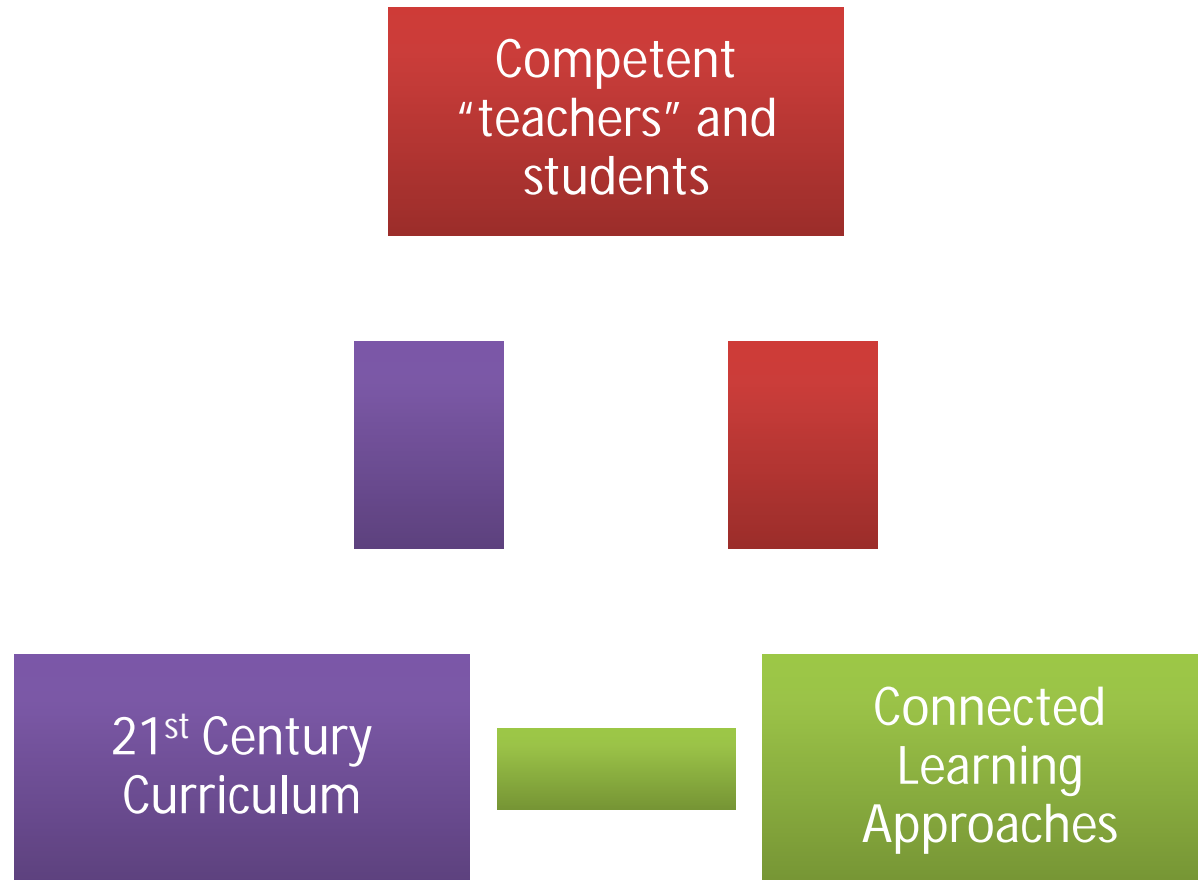 Competent
“teachers” and
students
21st Century
Curriculum
Connected
Learning
Approaches